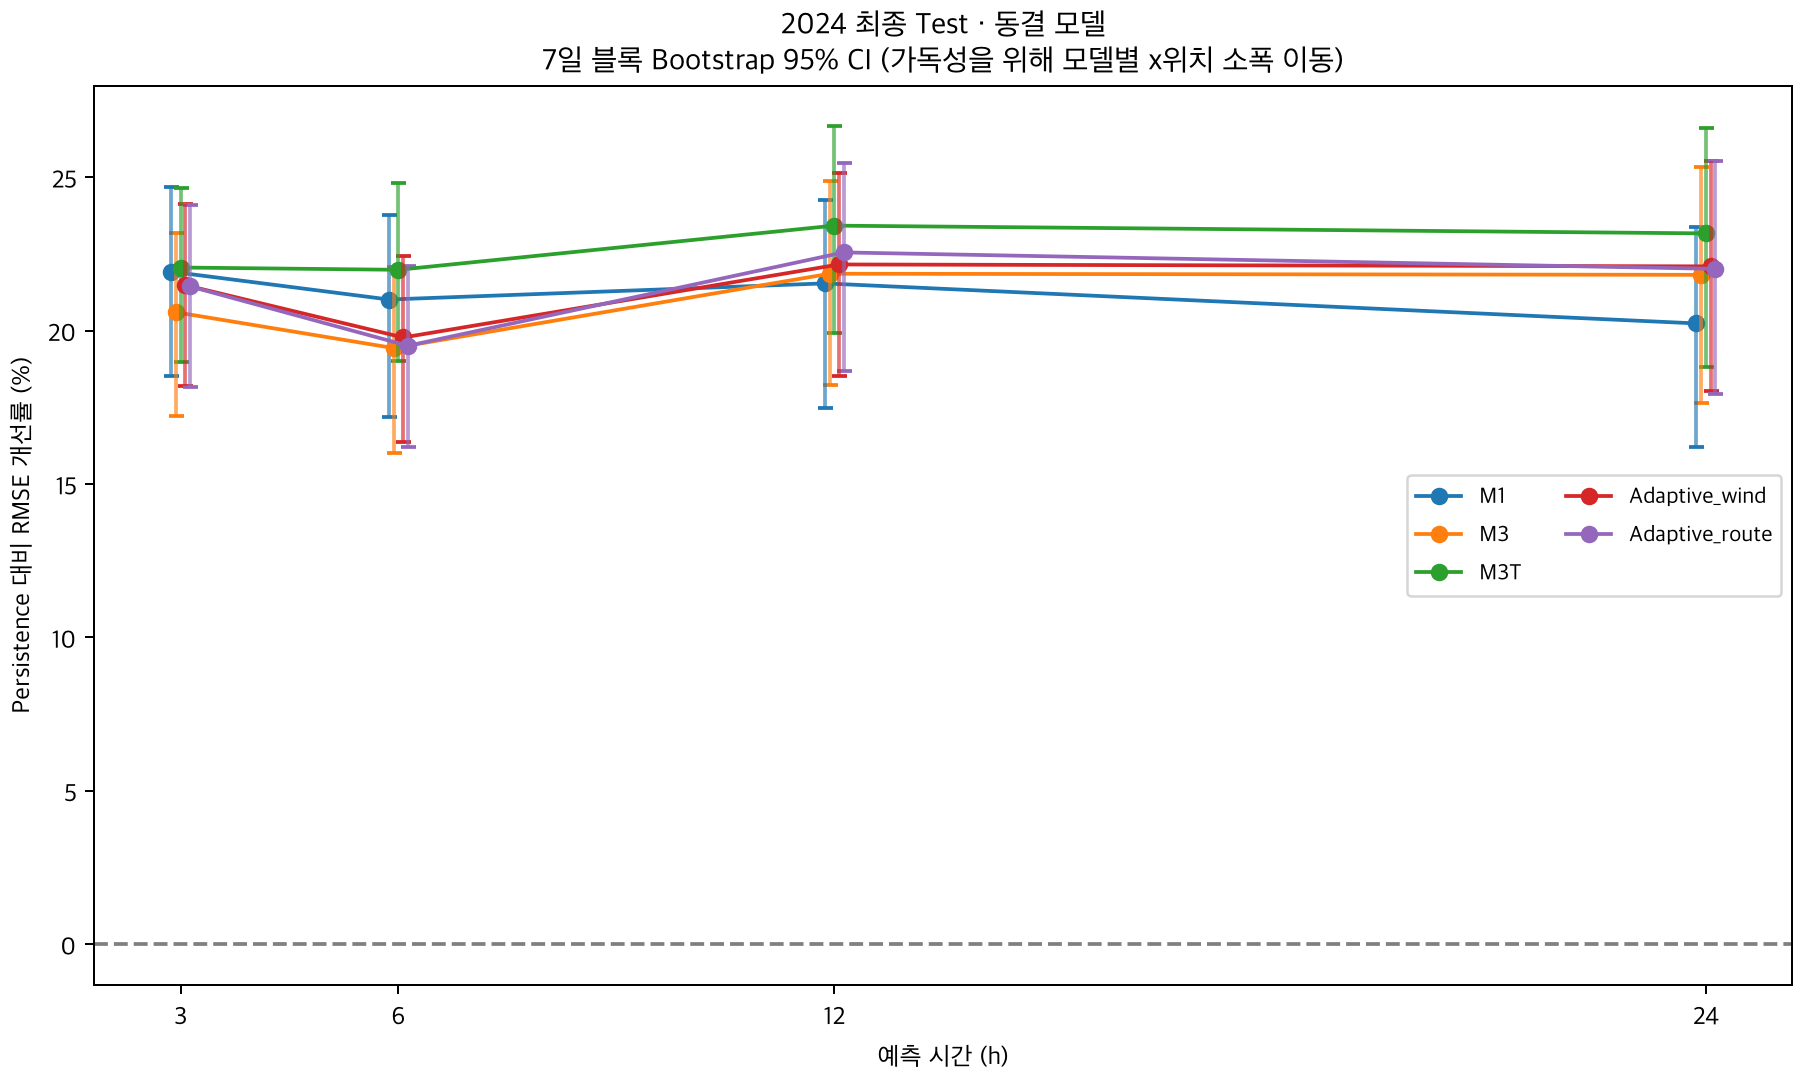 2024 최종 Test · 동결 모델
7일 블록 Bootstrap 95% CI (가독성을 위해 모델별 x위치 소폭 이동)
Persistence 대비 RMSE 개선률 (%)
25
20
15
10
5
0
M1
M3
M3T
Adaptive_wind
Adaptive_route
3
6
12
24
예측 시간 (h)